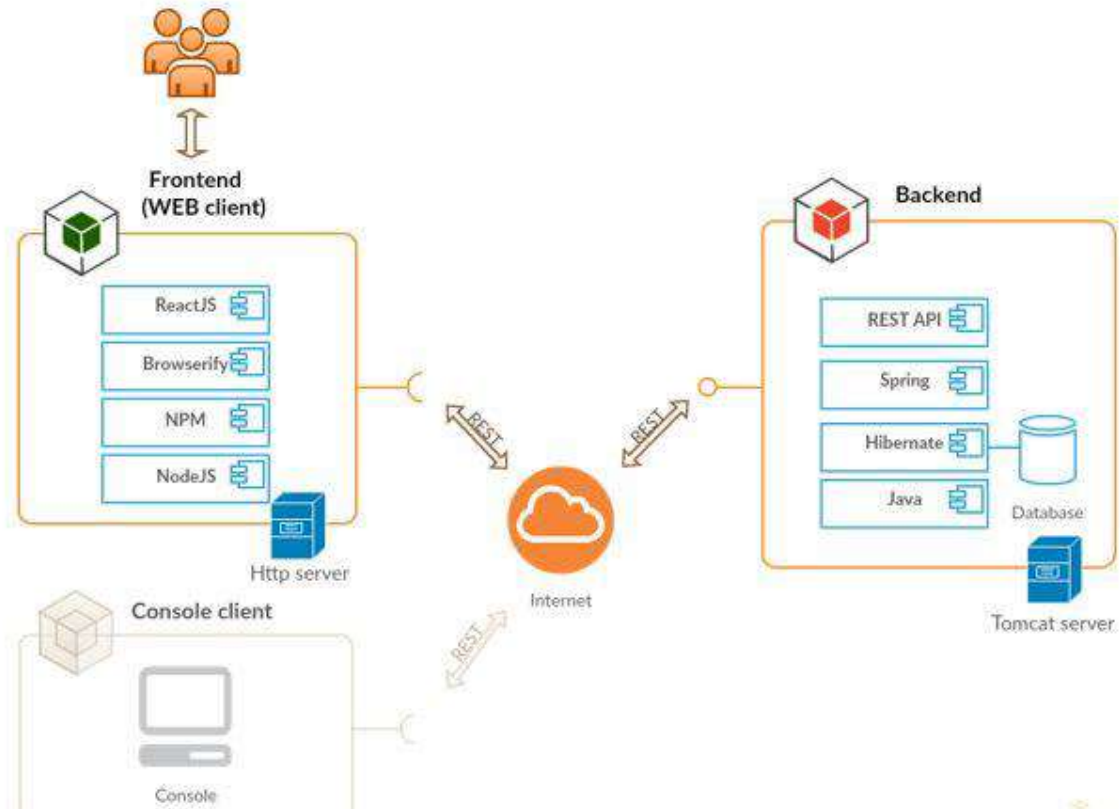 Frontend
(WEB client)
ReactJS
Browserify
NPM
NodeJS
Http server
Backend
REST API
Spring
Hibernate
Java
Database
Tomcat server
REST
REST
Internet
REST
Console client
Console